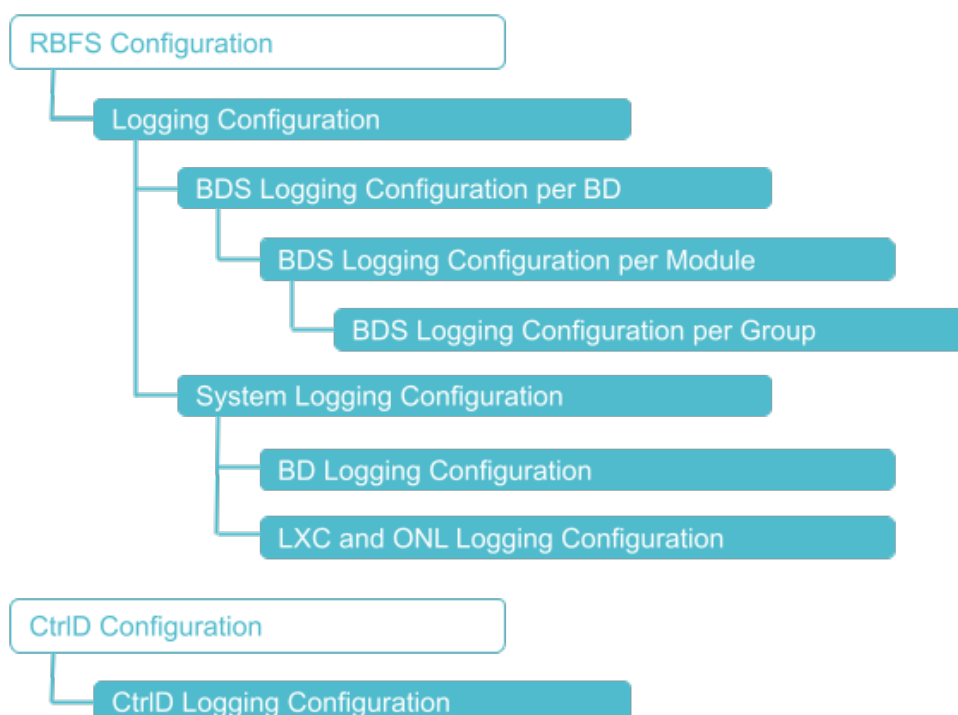 RBFS Configuration
Logging Configuration
BDS Logging Configuration per BD
BDS Logging Configuration per Module
BDS Logging Configuration per Group
System Logging Configuration
BD Logging Configuration
LXC and ONL Logging Configuration
CtrlD Configuration
CtrlD Logging Configuration